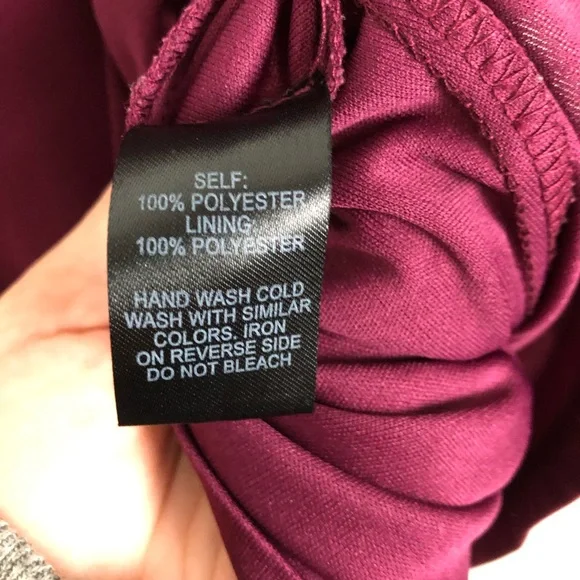 SELF:
100% POLYESTER
LINING:
100% POLYESTER
HAND WASH COLD
WASH WITH SIMILAR
COLORS. IRON
ON REVERSE SIDE
DO NOT BLEACH